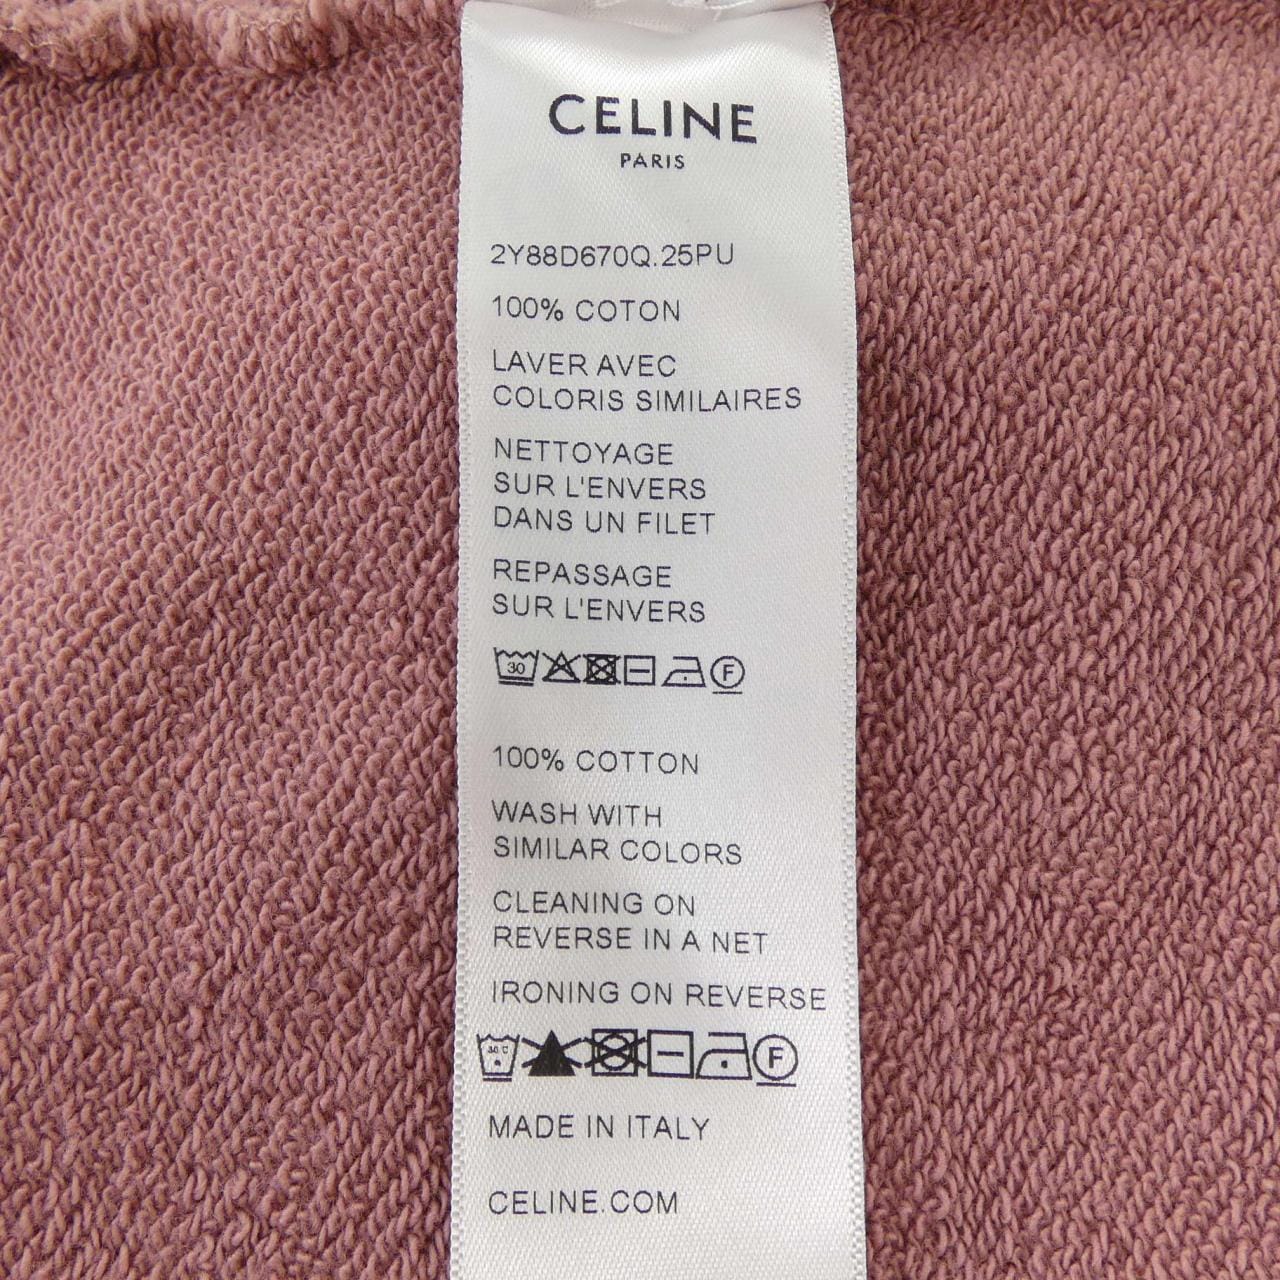 CELINE
PARIS
2Y88D670Q.25PU
100% COTON
LAVER AVEC
COLORIS SIMILAIRES
NETTOYAGE
SUR L'ENVERS
DANS UN FILET
REPASSAGE
SUR L'ENVERS
30 F
100% COTTON
WASH WITH
SIMILAR COLORS
CLEANING ON
REVERSE IN A NET
IRONING ON REVERSE
30°C F
MADE IN ITALY
CELINE.COM